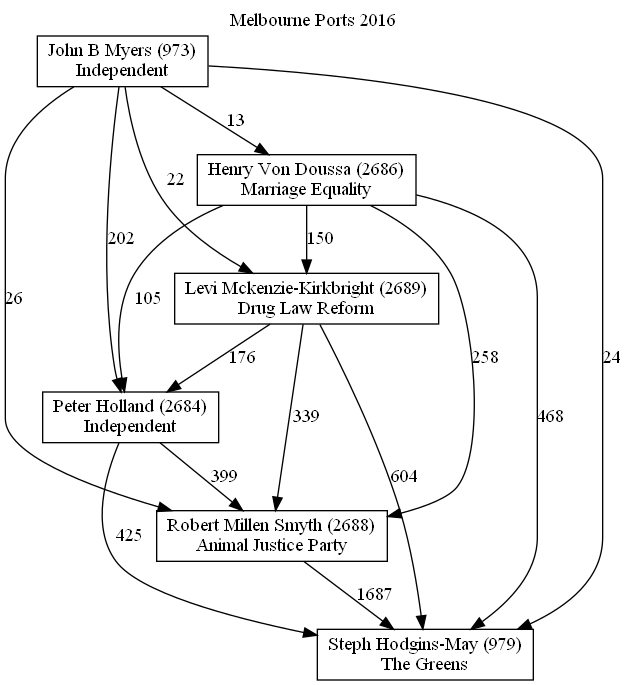 Melbourne Ports 2016
John B Myers (973)
Independent
13
Henry Von Doussa (2686)
Marriage Equality
22
202
150
105
26
Levi Mckenzie-Kirkbright (2689)
Drug Law Reform
176
258
24
Peter Holland (2684)
Independent
339
468
399
604
Robert Millen Smyth (2688)
Animal Justice Party
425
1687
Steph Hodgins-May (979)
The Greens